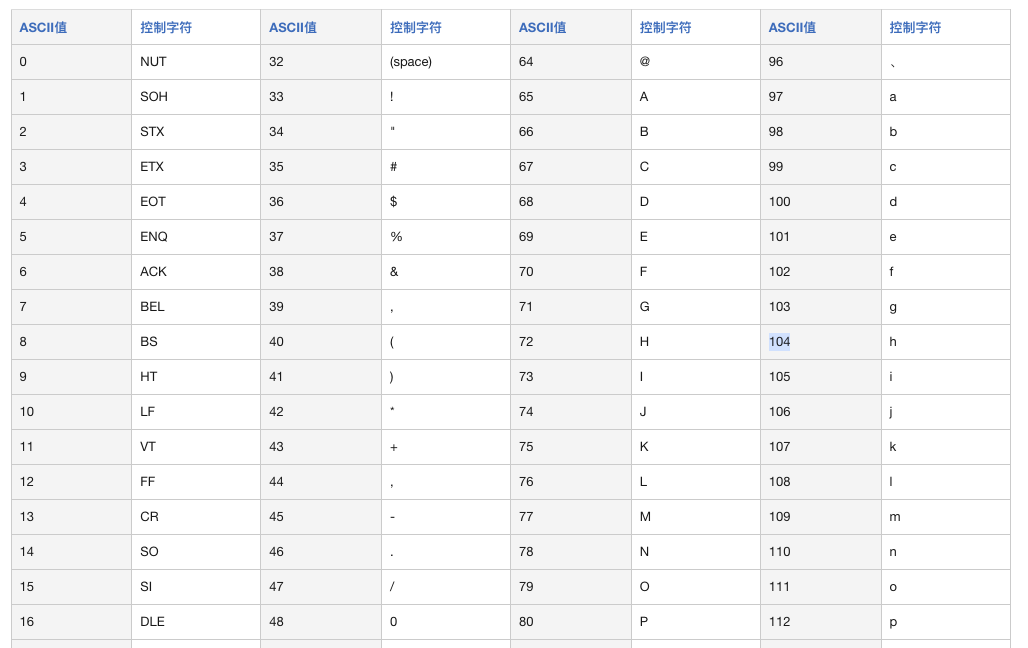 ASCII值 控制字符 ASCII值 控制字符 ASCII值 控制字符 ASCII值 控制字符
0 NUT 32 (space) 64 @ 96 、
1 SOH 33 ! 65 A 97 a
2 STX 34 " 66 B 98 b
3 ETX 35 # 67 C 99 c
4 EOT 36 $ 68 D 100 d
5 ENQ 37 % 69 E 101 e
6 ACK 38 & 70 F 102 f
7 BEL 39 , 71 G 103 g
8 BS 40 ( 72 H 104 h
9 HT 41 ) 73 I 105 i
10 LF 42 * 74 J 106 j
11 VT 43 + 75 K 107 k
12 FF 44 , 76 L 108 l
13 CR 45 - 77 M 109 m
14 SO 46 . 78 N 110 n
15 SI 47 / 79 O 111 o
16 DLE 48 0 80 P 112 p